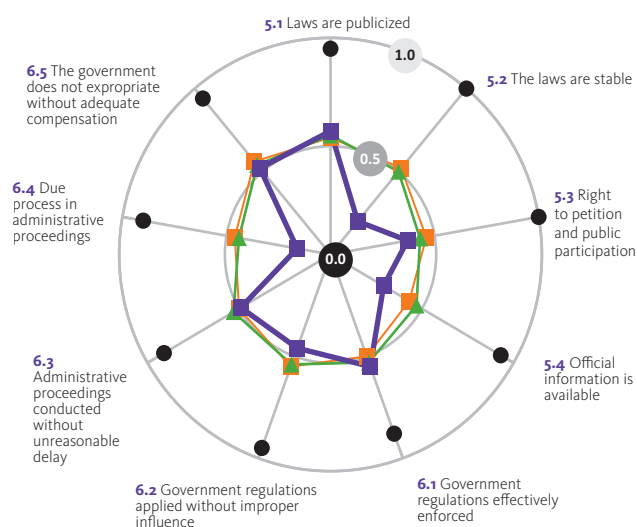 5.1 Laws are publicized
1.0
5.2 The laws are stable
0.5
5.3 Right
to petition
and public
participation
0.0
5.4 Official
information is
available
6.1 Government
regulations effectively
enforced
6.2 Government regulations
applied without improper
influence
6.3
Administrative
proceedings
conducted
without
unreasonable
delay
6.4 Due
process in
administrative
proceedings
6.5 The government
does not expropriate
without adequate
compensation